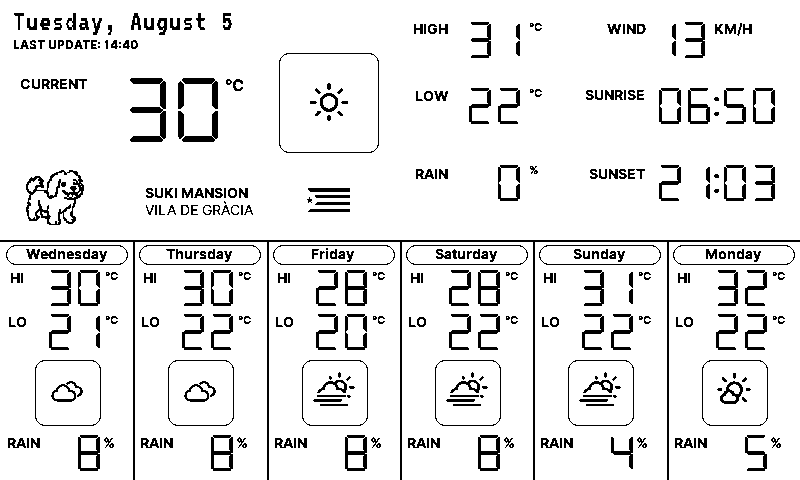 Tuesday, August 5
LAST UPDATE: 14:40
CURRENT 30 °C
HIGH 31 °C
WIND 13 KM/H
LOW 22 °C
SUNRISE 06:50
RAIN 0 %
SUNSET 21:03
SUKI MANSION
VILA DE GRÀCIA
Wednesday
HI 30 °C
LO 21 °C
RAIN 8 %
Thursday
HI 30 °C
LO 22 °C
RAIN 8 %
Friday
HI 28 °C
LO 20 °C
RAIN 8 %
Saturday
HI 28 °C
LO 22 °C
RAIN 8 %
Sunday
HI 31 °C
LO 22 °C
RAIN 4 %
Monday
HI 32 °C
LO 22 °C
RAIN 5 %